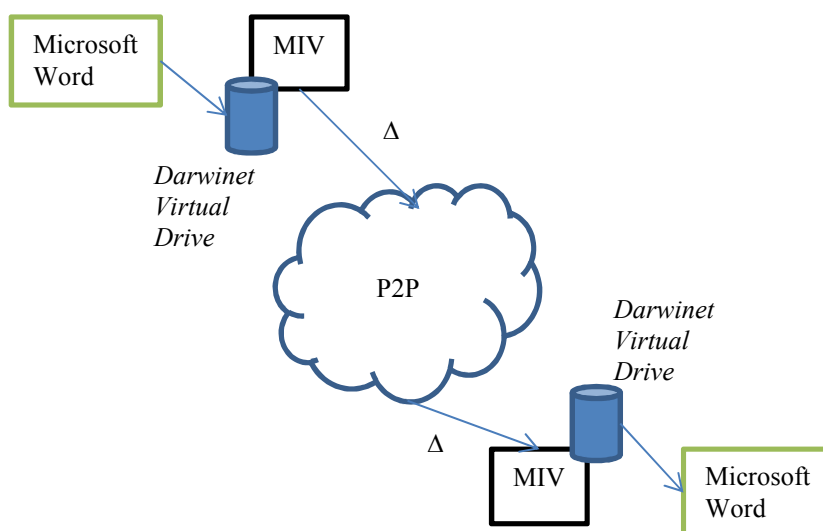 Microsoft
Word
MIV
Δ
Darwinet
Virtual
Drive
P2P
Darwinet
Virtual
Drive
Δ
MIV
Microsoft
Word